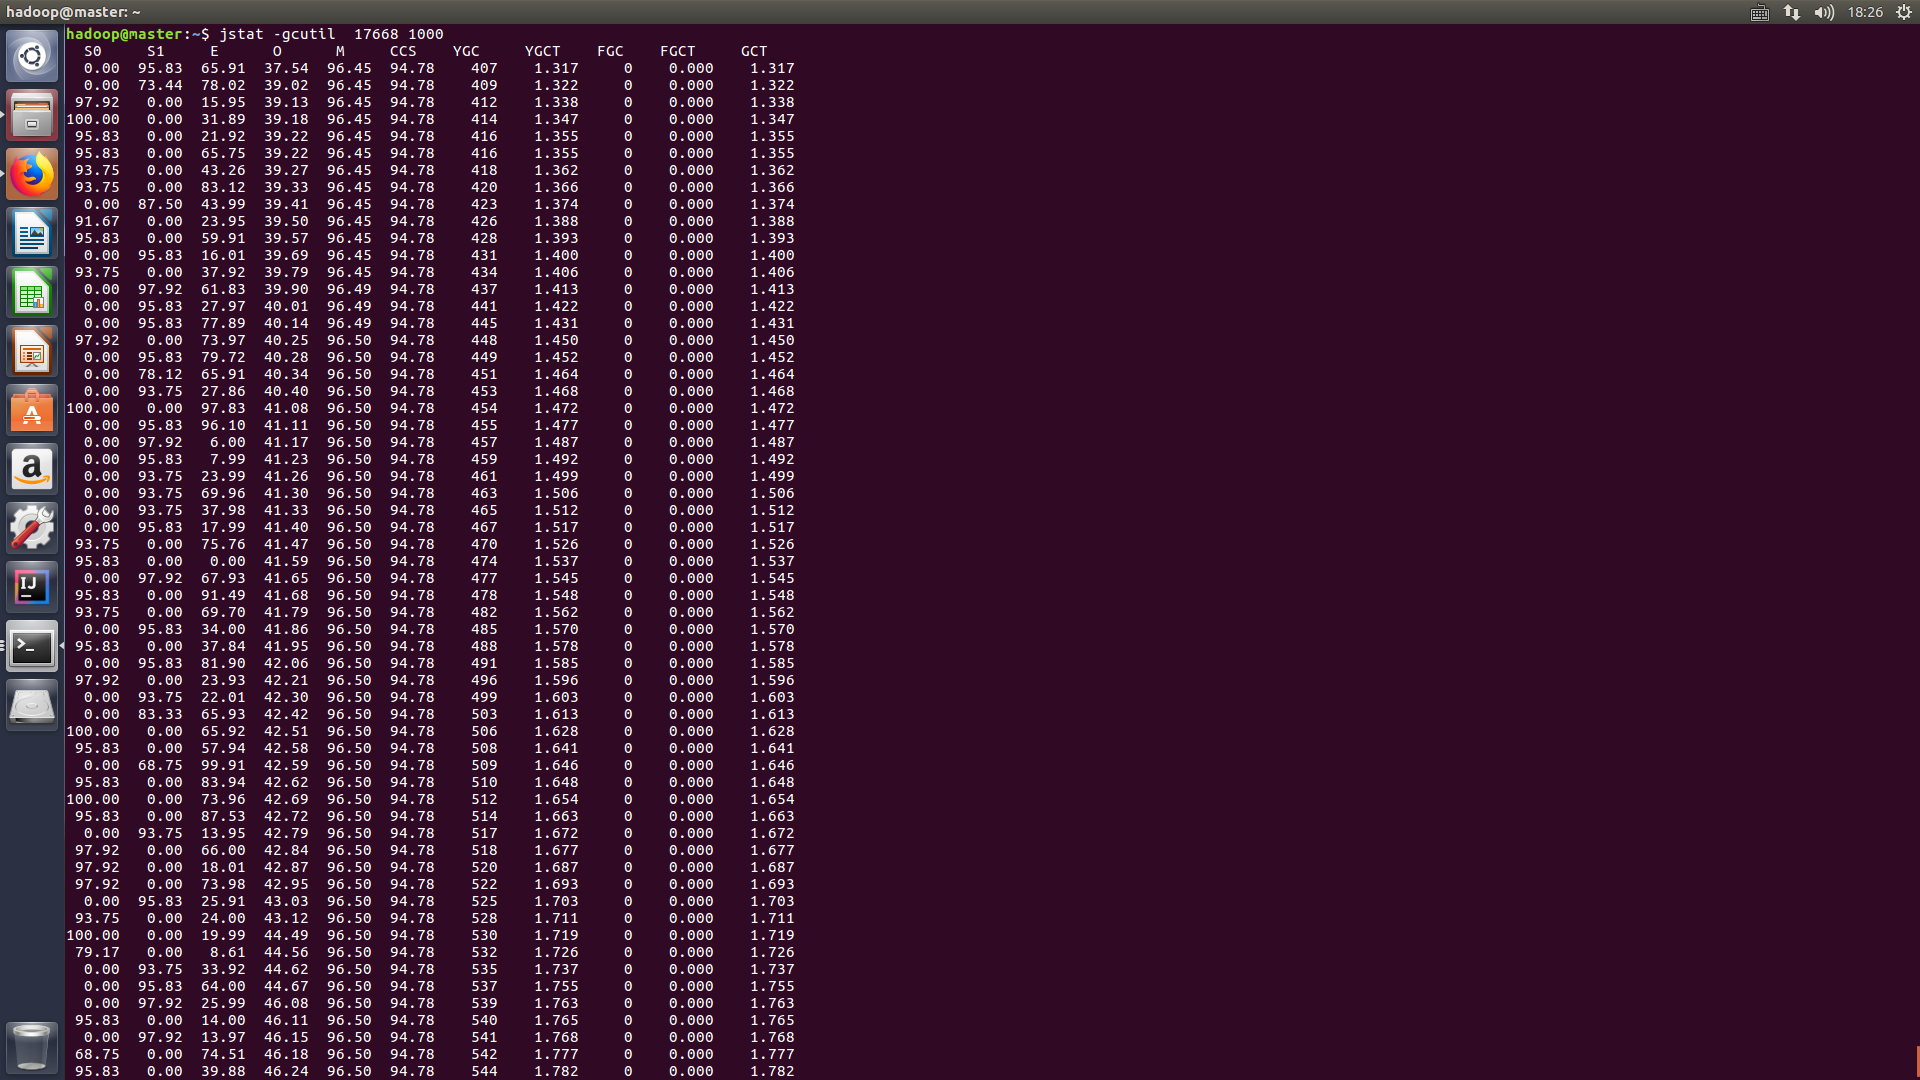 hadoop@master: ~
18:26
hadoop@master:~$ jstat -gcutil  17668 1000
  S0     S1     E      O      M     CCS    YGC     YGCT    FGC    FGCT     GCT
  0.00  95.83  65.91  37.54  96.45  94.78    407    1.317     0    0.000    1.317
  0.00  73.44  78.02  39.02  96.45  94.78    409    1.322     0    0.000    1.322
 97.92   0.00  15.95  39.13  96.45  94.78    412    1.338     0    0.000    1.338
100.00   0.00  31.89  39.18  96.45  94.78    414    1.347     0    0.000    1.347
 95.83   0.00  21.92  39.22  96.45  94.78    416    1.355     0    0.000    1.355
 95.83   0.00  65.75  39.22  96.45  94.78    416    1.355     0    0.000    1.355
 93.75   0.00  43.26  39.27  96.45  94.78    418    1.362     0    0.000    1.362
 93.75   0.00  83.12  39.33  96.45  94.78    420    1.366     0    0.000    1.366
  0.00  87.50  43.99  39.41  96.45  94.78    423    1.374     0    0.000    1.374
 91.67   0.00  23.95  39.50  96.45  94.78    426    1.388     0    0.000    1.388
 95.83   0.00  59.91  39.57  96.45  94.78    428    1.393     0    0.000    1.393
  0.00  95.83  16.01  39.69  96.45  94.78    431    1.400     0    0.000    1.400
 93.75   0.00  37.92  39.79  96.45  94.78    434    1.406     0    0.000    1.406
  0.00  97.92  61.83  39.90  96.49  94.78    437    1.413     0    0.000    1.413
  0.00  95.83  27.97  40.01  96.49  94.78    441    1.422     0    0.000    1.422
  0.00  95.83  77.89  40.14  96.49  94.78    445    1.431     0    0.000    1.431
 97.92   0.00  73.97  40.25  96.50  94.78    448    1.450     0    0.000    1.450
  0.00  95.83  79.72  40.28  96.50  94.78    449    1.452     0    0.000    1.452
  0.00  78.12  65.91  40.34  96.50  94.78    451    1.464     0    0.000    1.464
  0.00  93.75  27.86  40.40  96.50  94.78    453    1.468     0    0.000    1.468
100.00   0.00  97.83  41.08  96.50  94.78    454    1.472     0    0.000    1.472
  0.00  95.83  96.10  41.11  96.50  94.78    455    1.477     0    0.000    1.477
  0.00  97.92   6.00  41.17  96.50  94.78    457    1.487     0    0.000    1.487
  0.00  95.83   7.99  41.23  96.50  94.78    459    1.492     0    0.000    1.492
  0.00  93.75  23.99  41.26  96.50  94.78    461    1.499     0    0.000    1.499
  0.00  93.75  69.96  41.30  96.50  94.78    463    1.506     0    0.000    1.506
  0.00  93.75  37.98  41.33  96.50  94.78    465    1.512     0    0.000    1.512
  0.00  95.83  17.99  41.40  96.50  94.78    467    1.517     0    0.000    1.517
 93.75   0.00  75.76  41.47  96.50  94.78    470    1.526     0    0.000    1.526
 95.83   0.00   0.00  41.59  96.50  94.78    474    1.537     0    0.000    1.537
  0.00  97.92  67.93  41.65  96.50  94.78    477    1.545     0    0.000    1.545
 95.83   0.00  91.49  41.68  96.50  94.78    478    1.548     0    0.000    1.548
 93.75   0.00  69.70  41.79  96.50  94.78    482    1.562     0    0.000    1.562
  0.00  95.83  34.00  41.86  96.50  94.78    485    1.570     0    0.000    1.570
 95.83   0.00  37.84  41.95  96.50  94.78    488    1.578     0    0.000    1.578
  0.00  95.83  81.90  42.06  96.50  94.78    491    1.585     0    0.000    1.585
 97.92   0.00  23.93  42.21  96.50  94.78    496    1.596     0    0.000    1.596
  0.00  93.75  22.01  42.30  96.50  94.78    499    1.603     0    0.000    1.603
  0.00  83.33  65.93  42.42  96.50  94.78    503    1.613     0    0.000    1.613
100.00   0.00  65.92  42.51  96.50  94.78    506    1.628     0    0.000    1.628
 95.83   0.00  57.94  42.58  96.50  94.78    508    1.641     0    0.000    1.641
  0.00  68.75  99.91  42.59  96.50  94.78    509    1.646     0    0.000    1.646
 95.83   0.00  83.94  42.62  96.50  94.78    510    1.648     0    0.000    1.648
100.00   0.00  73.96  42.69  96.50  94.78    512    1.654     0    0.000    1.654
 95.83   0.00  87.53  42.72  96.50  94.78    514    1.663     0    0.000    1.663
  0.00  93.75  13.95  42.79  96.50  94.78    517    1.672     0    0.000    1.672
 97.92   0.00  66.00  42.84  96.50  94.78    518    1.677     0    0.000    1.677
 97.92   0.00  18.01  42.87  96.50  94.78    520    1.687     0    0.000    1.687
 97.92   0.00  73.98  42.95  96.50  94.78    522    1.693     0    0.000    1.693
  0.00  95.83  25.91  43.03  96.50  94.78    525    1.703     0    0.000    1.703
 93.75   0.00  24.00  43.12  96.50  94.78    528    1.711     0    0.000    1.711
100.00   0.00  19.99  44.49  96.50  94.78    530    1.719     0    0.000    1.719
 79.17   0.00   8.61  44.56  96.50  94.78    532    1.726     0    0.000    1.726
  0.00  93.75  33.92  44.62  96.50  94.78    535    1.737     0    0.000    1.737
  0.00  95.83  64.00  44.67  96.50  94.78    537    1.755     0    0.000    1.755
  0.00  97.92  25.99  46.08  96.50  94.78    539    1.763     0    0.000    1.763
 95.83   0.00  14.00  46.11  96.50  94.78    540    1.765     0    0.000    1.765
  0.00  97.92  13.97  46.15  96.50  94.78    541    1.768     0    0.000    1.768
 68.75   0.00  74.51  46.18  96.50  94.78    542    1.777     0    0.000    1.777
 95.83   0.00  39.88  46.24  96.50  94.78    544    1.782     0    0.000    1.782